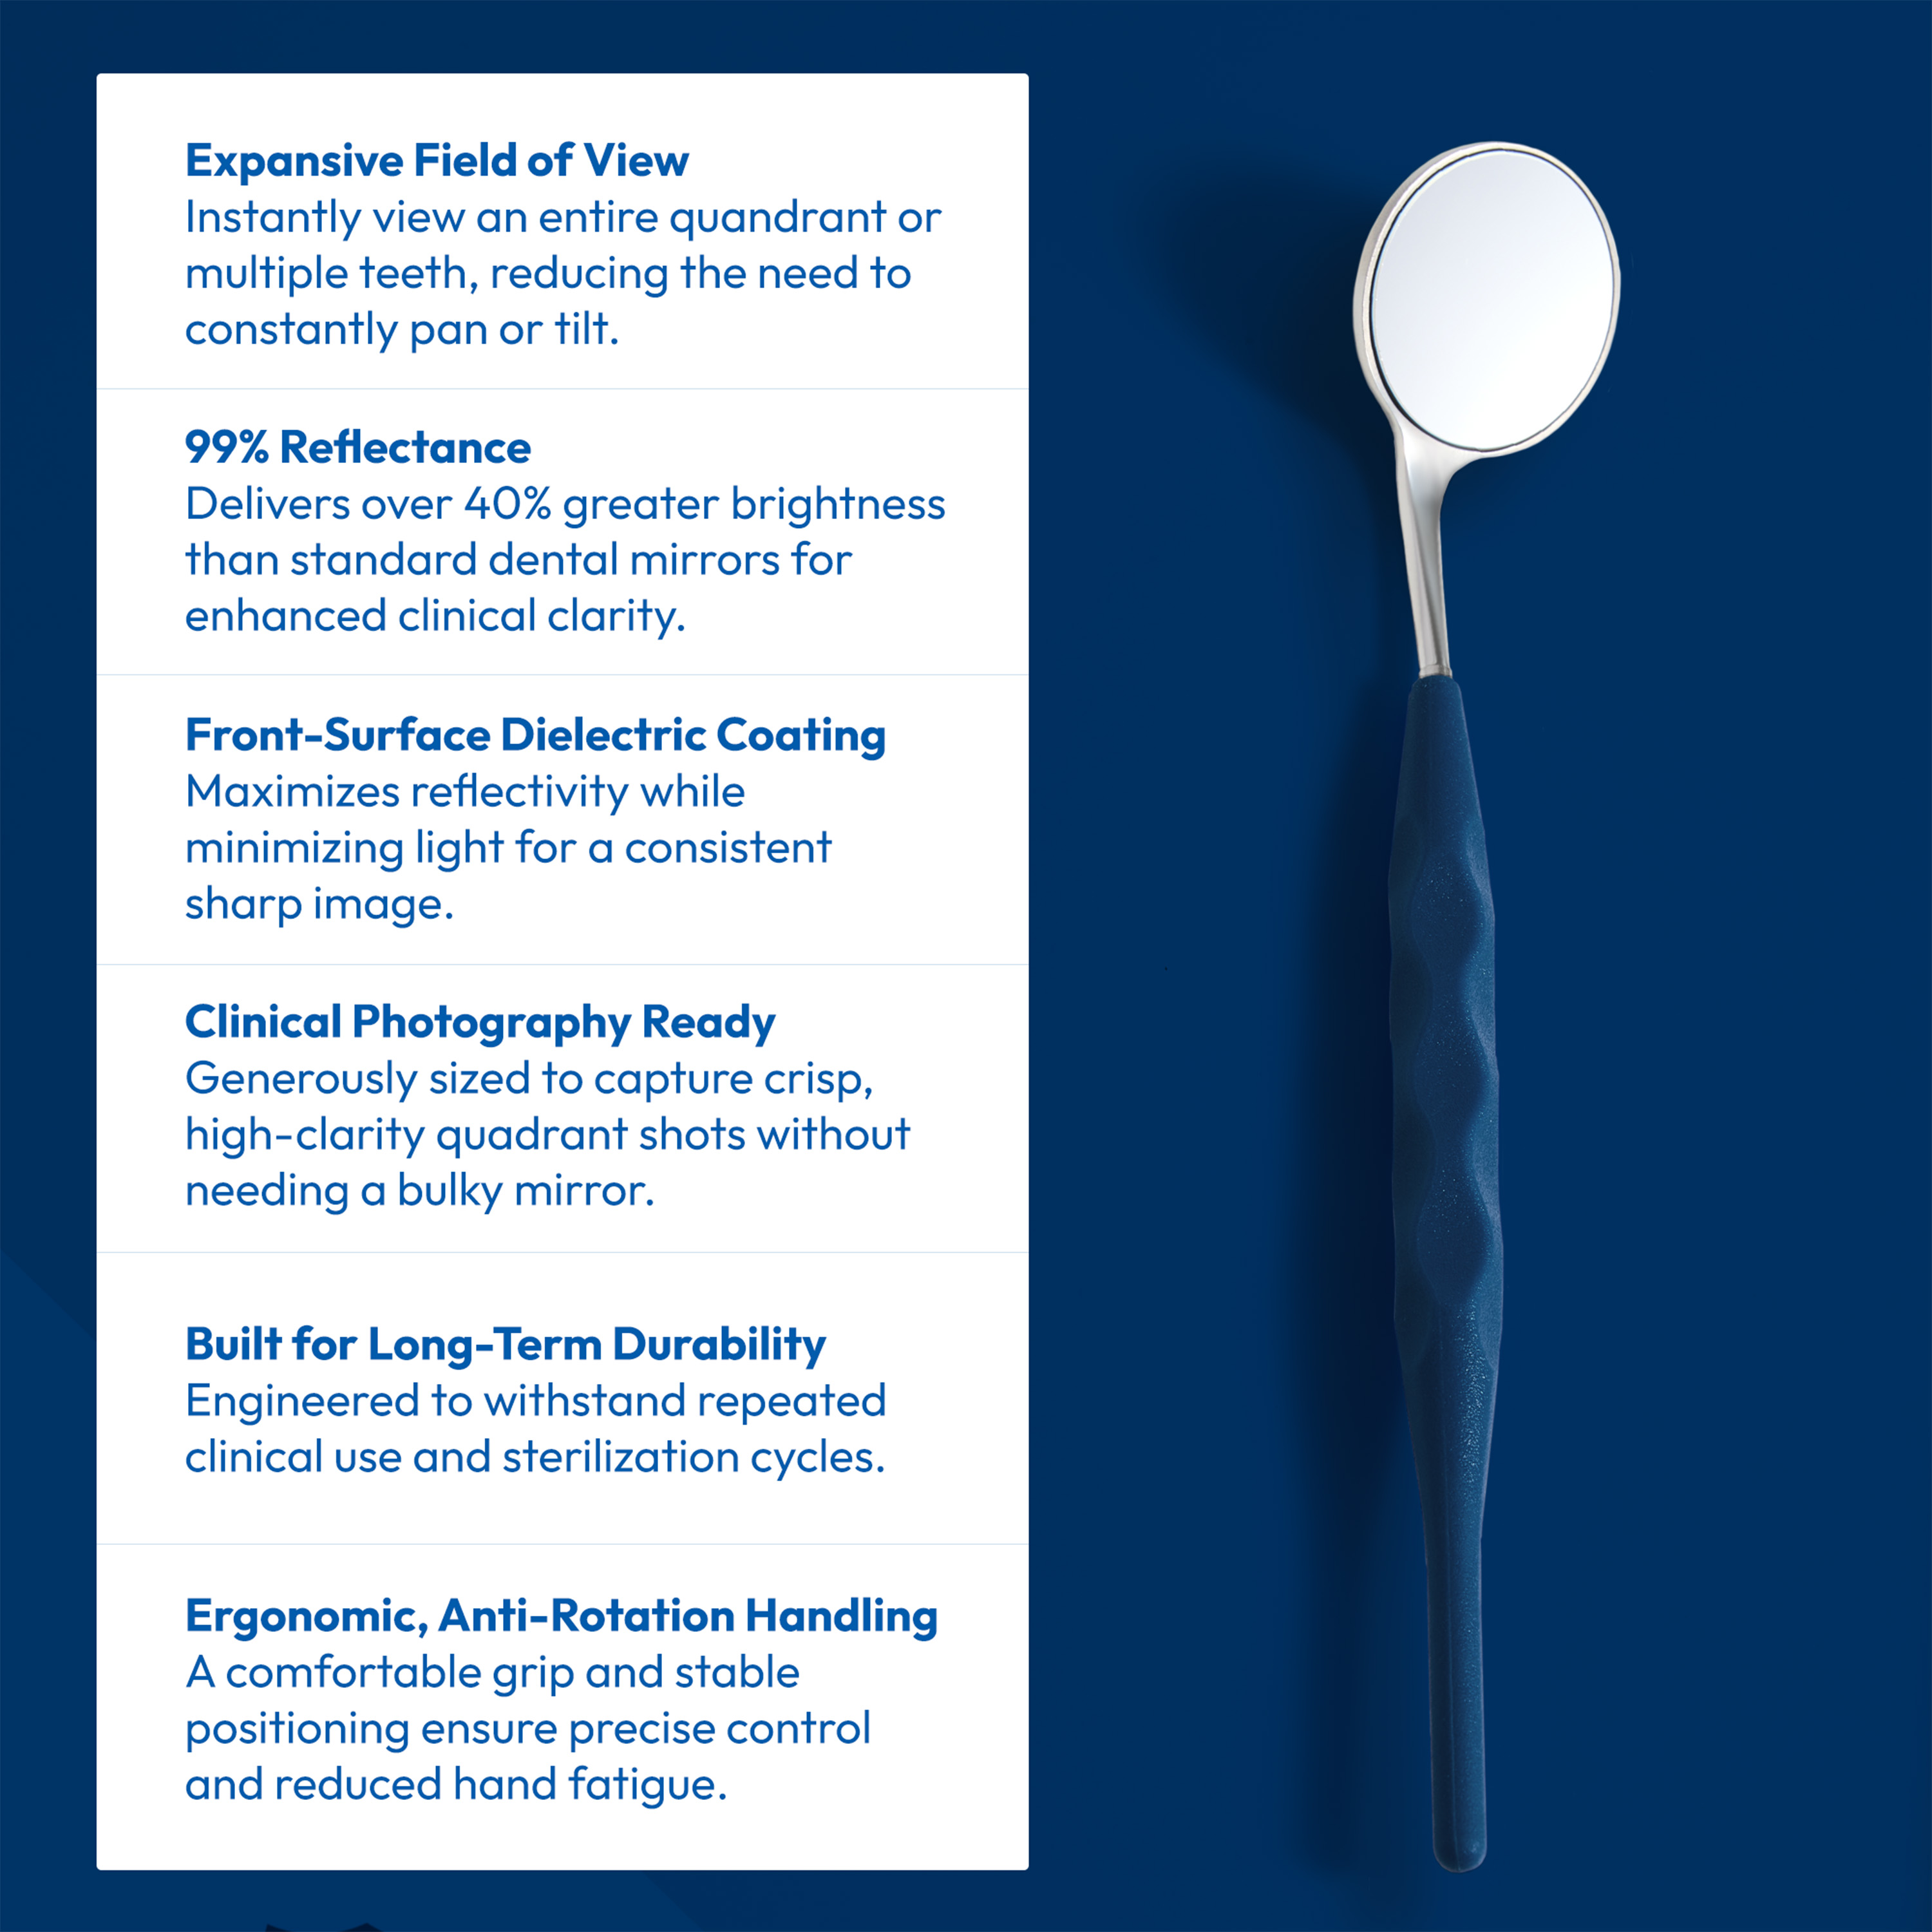 Expansive Field of View
Instantly view an entire quandrant or
multiple teeth, reducing the need to
constantly pan or tilt.
99% Reflectance
Delivers over 40% greater brightness
than standard dental mirrors for
enhanced clinical clarity.
Front-Surface Dielectric Coating
Maximizes reflectivity while
minimizing light for a consistent
sharp image.
Clinical Photography Ready
Generously sized to capture crisp,
high-clarity quadrant shots without
needing a bulky mirror.
Built for Long-Term Durability
Engineered to withstand repeated
clinical use and sterilization cycles.
Ergonomic, Anti-Rotation Handling
A comfortable grip and stable
positioning ensure precise control
and reduced hand fatigue.